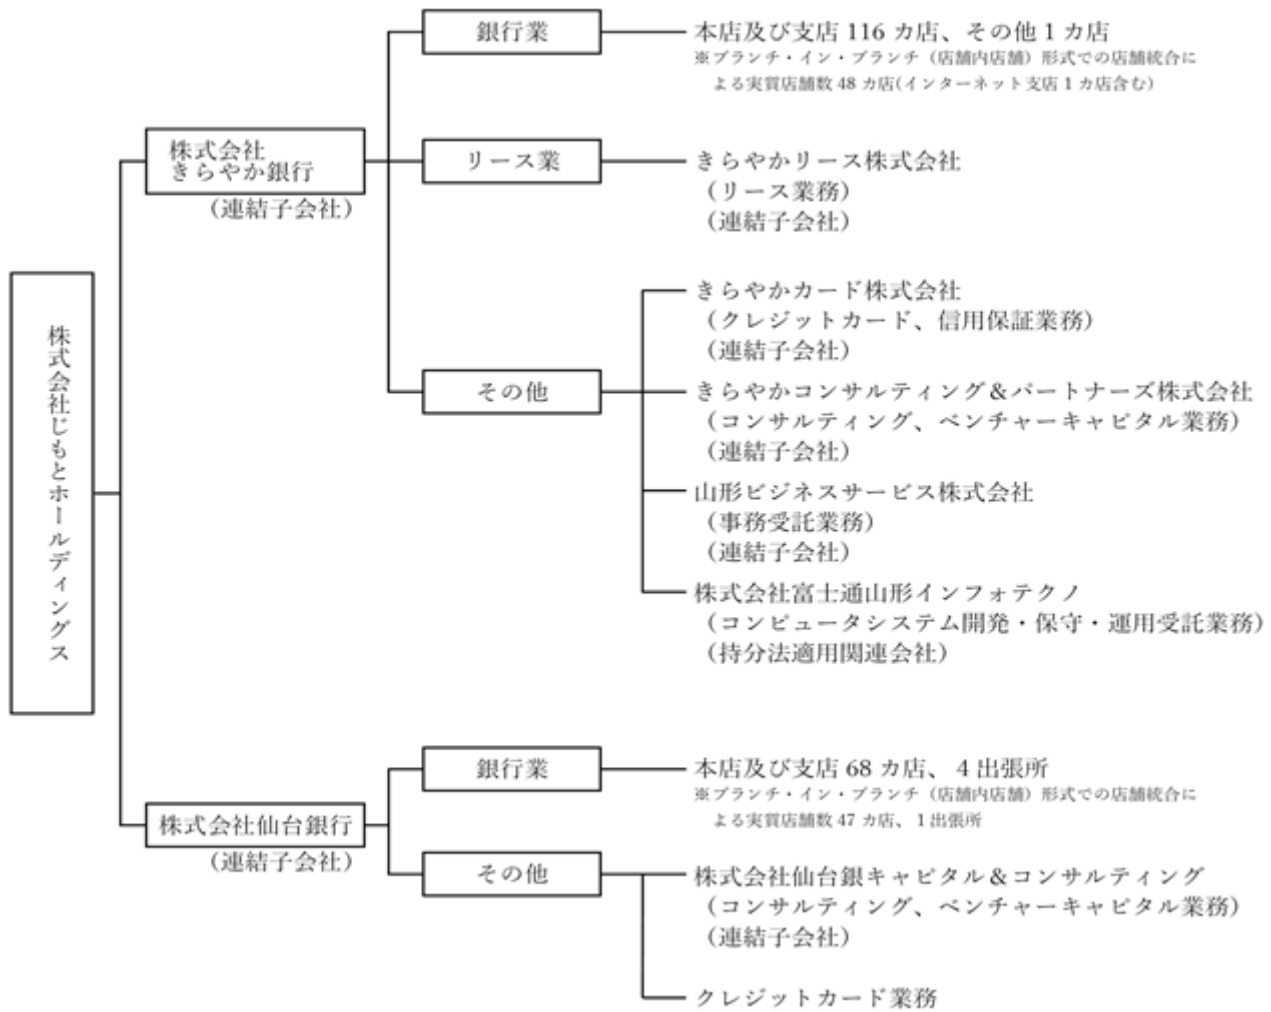 株式会社じもとホールディングス
株式会社
きらやか銀行
（連結子会社）
銀行業
本店及び支店 116 カ店、その他 1 カ店
※ブランチ・イン・ブランチ（店舗内店舗）形式での店舗統合に
よる実質店舗数 48 カ店(インターネット支店 1 カ店含む)
リース業
きらやかリース株式会社
（リース業務）
（連結子会社）
その他
きらやかカード株式会社
（クレジットカード、信用保証業務）
（連結子会社）
きらやかコンサルティング＆パートナーズ株式会社
（コンサルティング、ベンチャーキャピタル業務）
（連結子会社）
山形ビジネスサービス株式会社
（事務受託業務）
（連結子会社）
株式会社富士通山形インフォテクノ
（コンピュータシステム開発・保守・運用受託業務）
（持分法適用関連会社）
株式会社仙台銀行
（連結子会社）
銀行業
本店及び支店 68 カ店、 4 出張所
※ブランチ・イン・ブランチ（店舗内店舗）形式での店舗統合に
よる実質店舗数 47 カ店、 1 出張所
その他
株式会社仙台銀キャピタル＆コンサルティング
（コンサルティング、ベンチャーキャピタル業務）
（連結子会社）
クレジットカード業務